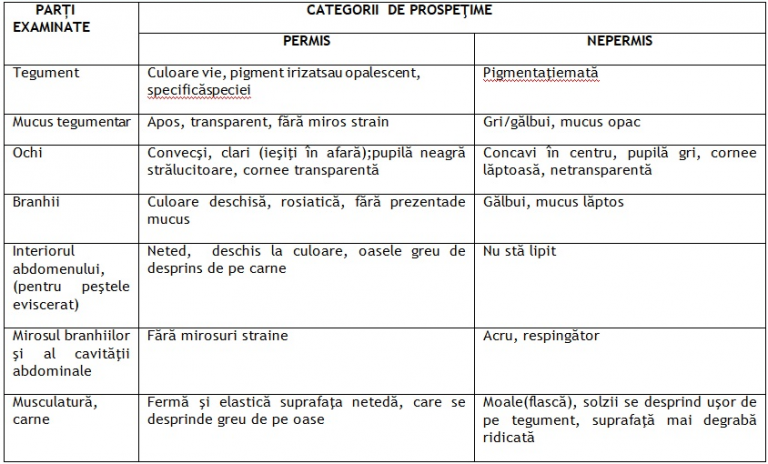 PARŢI EXAMINATE
CATEGORII DE PROSPEŢIME
PERMIS
NEPERMIS
Tegument
Culoare vie, pigment irizatsau opalescent,
specificăspeciei
Pigmentaţiemată
Mucus tegumentar
Apos, transparent, fără miros strain
Gri/gălbui, mucus opac
Ochi
Convecşi, clari (ieşiţi în afară);pupilă neagră
strălucitoare, cornee transparentă
Concavi în centru, pupilă gri, cornee
lăptoasă, netransparentă
Branhii
Culoare deschisă, rosiatică, fără prezentade
mucus
Gălbui, mucus lăptos
Interiorul
abdomenului,
(pentru peştele
eviscerat)
Neted, deschis la culoare, oasele greu de
desprins de pe carne
Nu stă lipit
Mirosul branhiilor
şi al cavităţii
abdominale
Fără mirosuri straine
Acru, respingător
Musculatură,
carne
Fermă şi elastică suprafaţa netedă, care se
desprinde greu de pe oase
Moale(flască), solzii se desprind uşor de
pe tegument, suprafaţă mai degrabă
ridicată